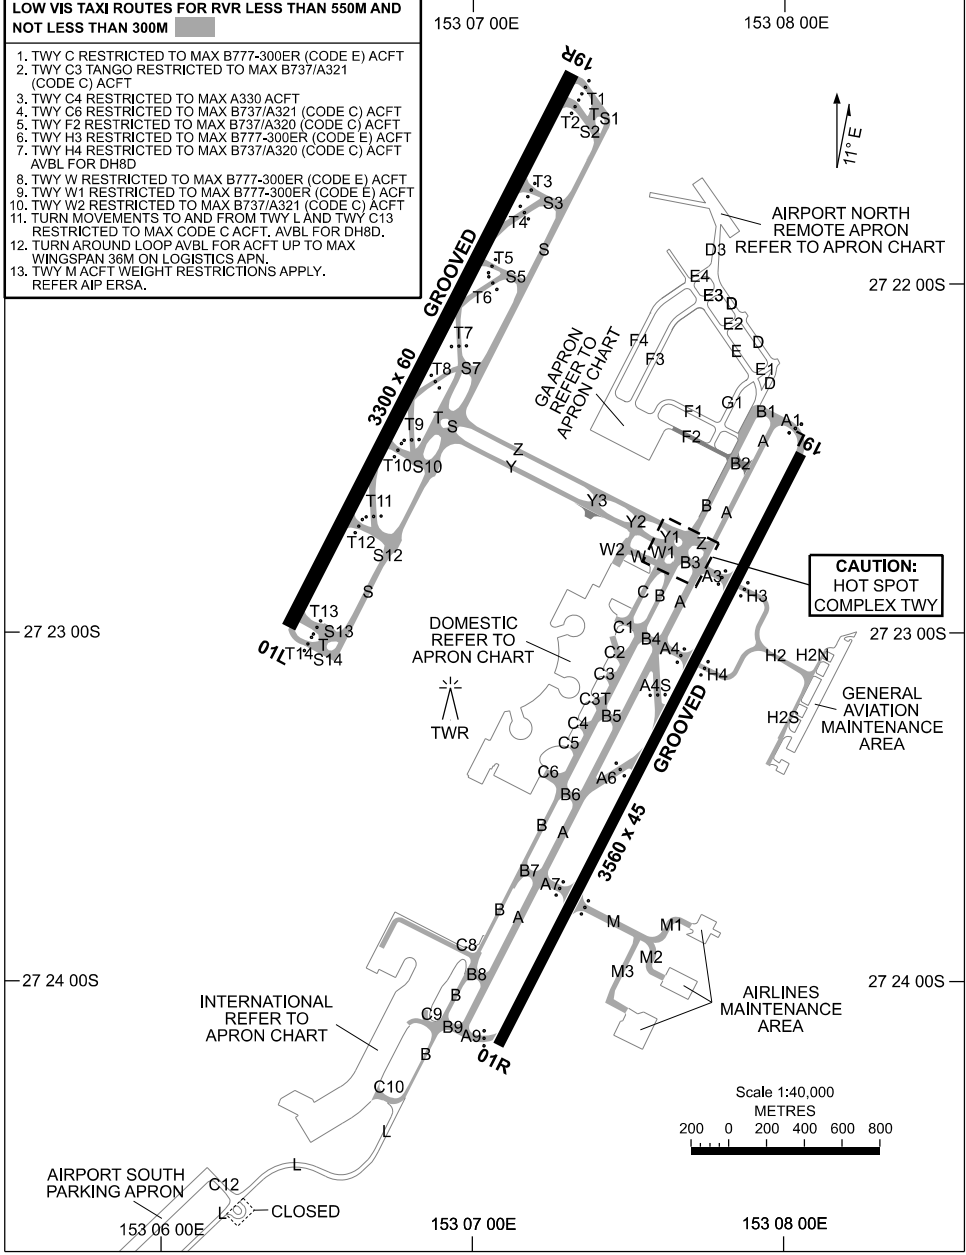 LOW VIS TAXI ROUTES FOR RVR LESS THAN 550M AND
NOT LESS THAN 300M
1. TWY C RESTRICTED TO MAX B777-300ER (CODE E) ACFT
2. TWY C3 TANGO RESTRICTED TO MAX B737/A321
(CODE C) ACFT
3. TWY C4 RESTRICTED TO MAX A330 ACFT
4. TWY C6 RESTRICTED TO MAX B737/A321 (CODE C) ACFT
5. TWY F2 RESTRICTED TO MAX B737/A320 (CODE C) ACFT
6. TWY H3 RESTRICTED TO MAX B777-300ER (CODE E) ACFT
7. TWY H4 RESTRICTED TO MAX B737/A320 (CODE C) ACFT
AVBL FOR DH8D
8. TWY W RESTRICTED TO MAX B777-300ER (CODE E) ACFT
9. TWY W1 RESTRICTED TO MAX B777-300ER (CODE E) ACFT
10. TWY W2 RESTRICTED TO MAX B737/A321 (CODE C) ACFT
11. TURN MOVEMENTS TO AND FROM TWY L AND TWY C13
RESTRICTED TO MAX CODE C ACFT. AVBL FOR DH8D.
12. TURN AROUND LOOP AVBL FOR ACFT UP TO MAX
WINGSPAN 36M ON LOGISTICS APN.
13. TWY M ACFT WEIGHT RESTRICTIONS APPLY.
REFER AIP ERSA.
153 07 00E
153 08 00E
19R
T1
T2
TS1
S2
11° E
T3
S3
T4
S
AIRPORT NORTH
REMOTE APRON
REFER TO APRON CHART
D3
T5
S5
T6
E4
E3
D
27 22 00S
GROOVED
E2
D
E
T7
F4
F3
GA APRON
REFER TO
APRON CHART
T8
S7
E1
D
3300 x 60
G1
F1
B1
A1
F2
A
19L
T
S
T9
T10
S10
Z
Y
B2
T11
Y3
B
A
Y2
T12
S12
Y1
Z
W2
W
W1
B3
A3
CAUTION:
HOT SPOT
COMPLEX TWY
S
C
B
A
H3
T13
S13
T
T14
S14
01L
27 23 00S
27 23 00S
DOMESTIC
REFER TO
APRON CHART
C1
B4
C2
A4
H2
H2N
C3
H4
A4S
C3T
TWR
B5
C4
C5
GROOVED
H2S
GENERAL
AVIATION
MAINTENANCE
AREA
C6
A6
B6
B
A
3560 x 45
B7
A7
B
A
M
M1
C8
M2
B8
M3
27 24 00S
27 24 00S
B
INTERNATIONAL
REFER TO
APRON CHART
AIRLINES
MAINTENANCE
AREA
C9
B9
A9
01R
B
C10
Scale 1:40,000
METRES
200 0 200 400 600 800
L
L
AIRPORT SOUTH
PARKING APRON
C12
L
CLOSED
153 06 00E
153 07 00E
153 08 00E